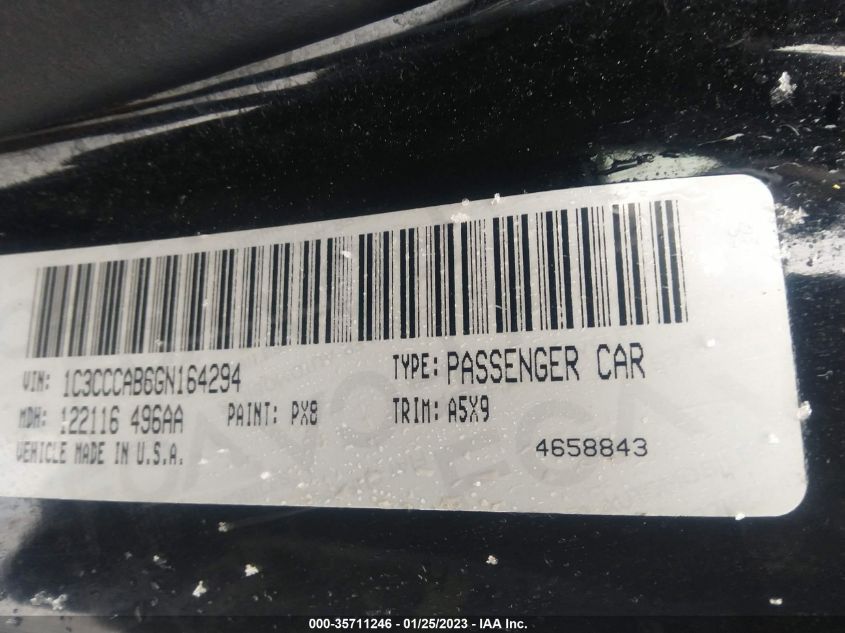 VIN: 1C3CCCAB6GN164294 TYPE: PASSENGER CAR
MDH: 122116 496AA PAINT: PX8 TRIM: A5X9
VEHICLE MADE IN U.S.A. 4658843
000-35711246 - 01/25/2023 - IAA Inc.